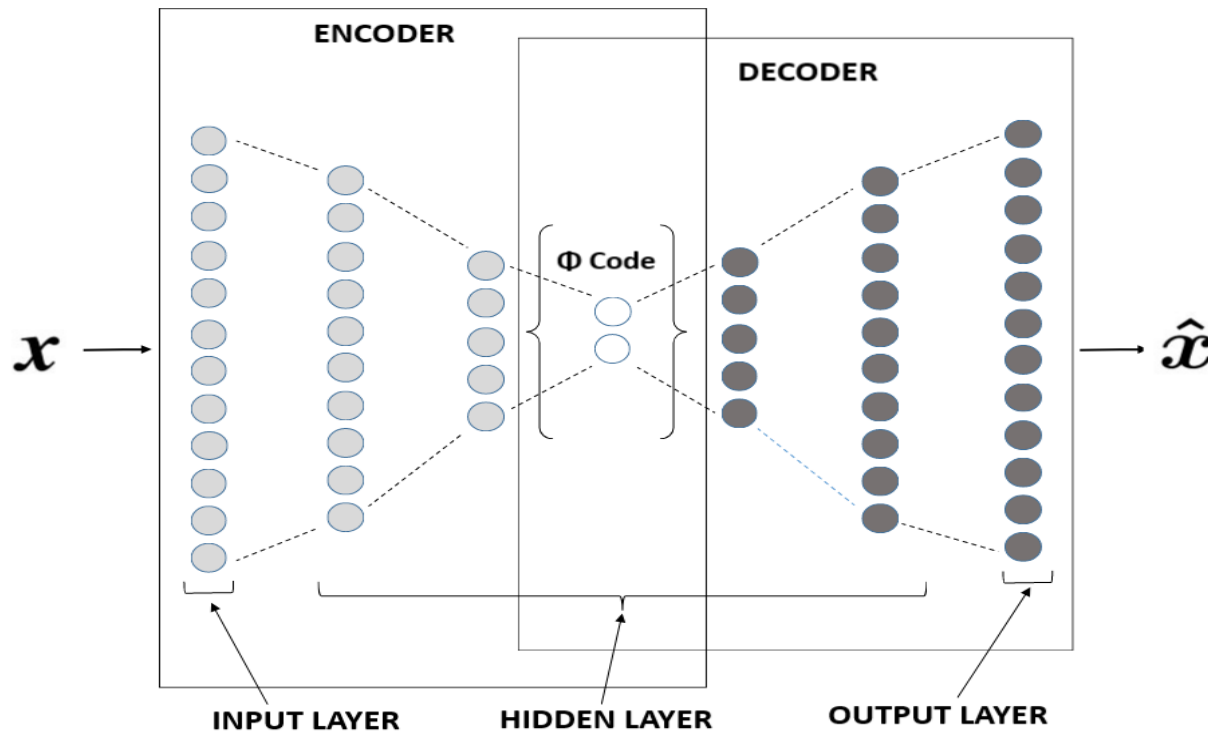 ENCODER
DECODER
Φ Code
x
x̂
INPUT LAYER
HIDDEN LAYER
OUTPUT LAYER